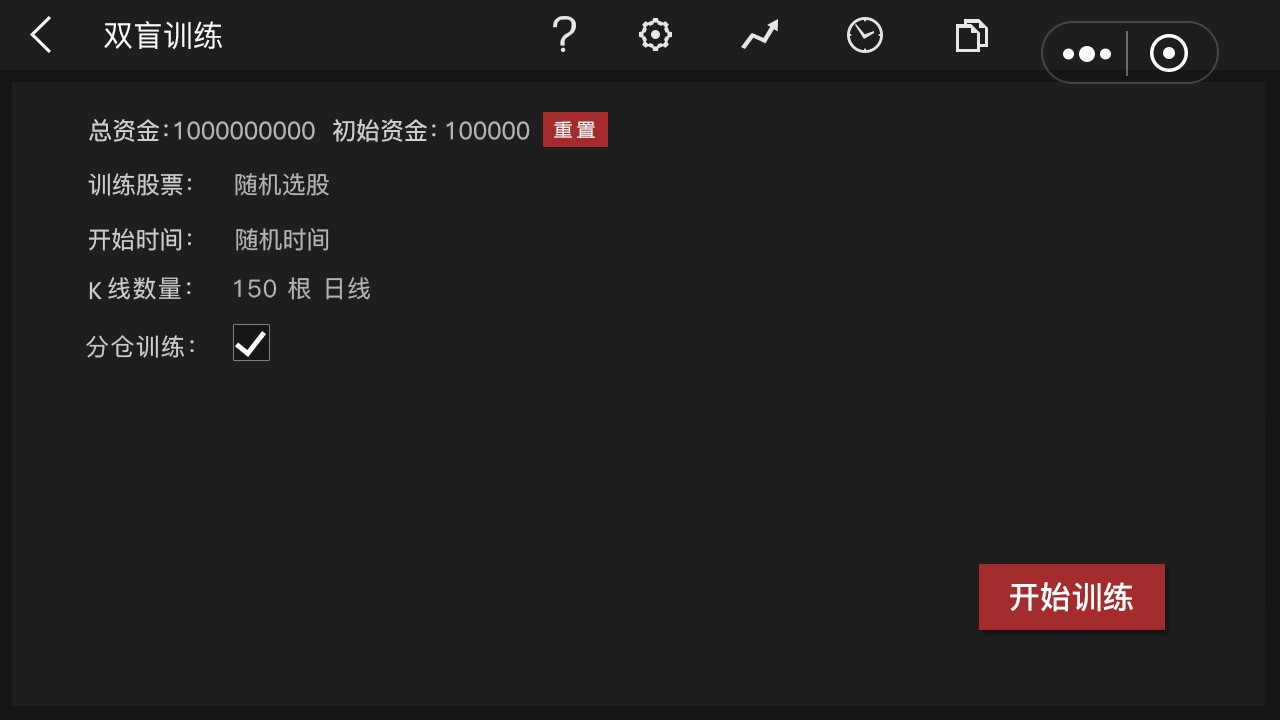 双盲训练
总资金:1000000000 初始资金: 100000 重置
训练股票: 随机选股
开始时间: 随机时间
K线数量: 150 根 日线
分仓训练:
开始训练